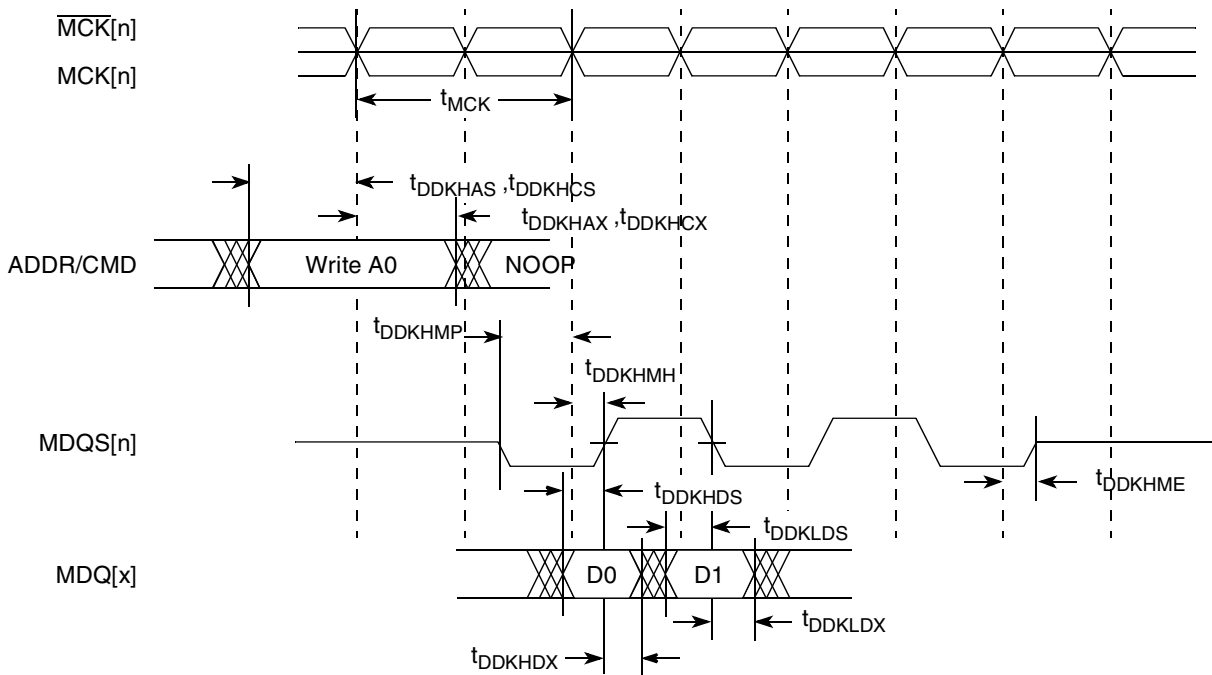 MCK[n]
MCK[n]
tMCK
tDDKHAS ,tDDKHCS
tDDKHAX ,tDDKHCX
ADDR/CMD
Write A0
NOOP
tDDKHMP
tDDKHMH
MDQS[n]
tDDKHME
tDDKHDS
tDDKLDS
MDQ[x]
D0
D1
tDDKLDX
tDDKHDX